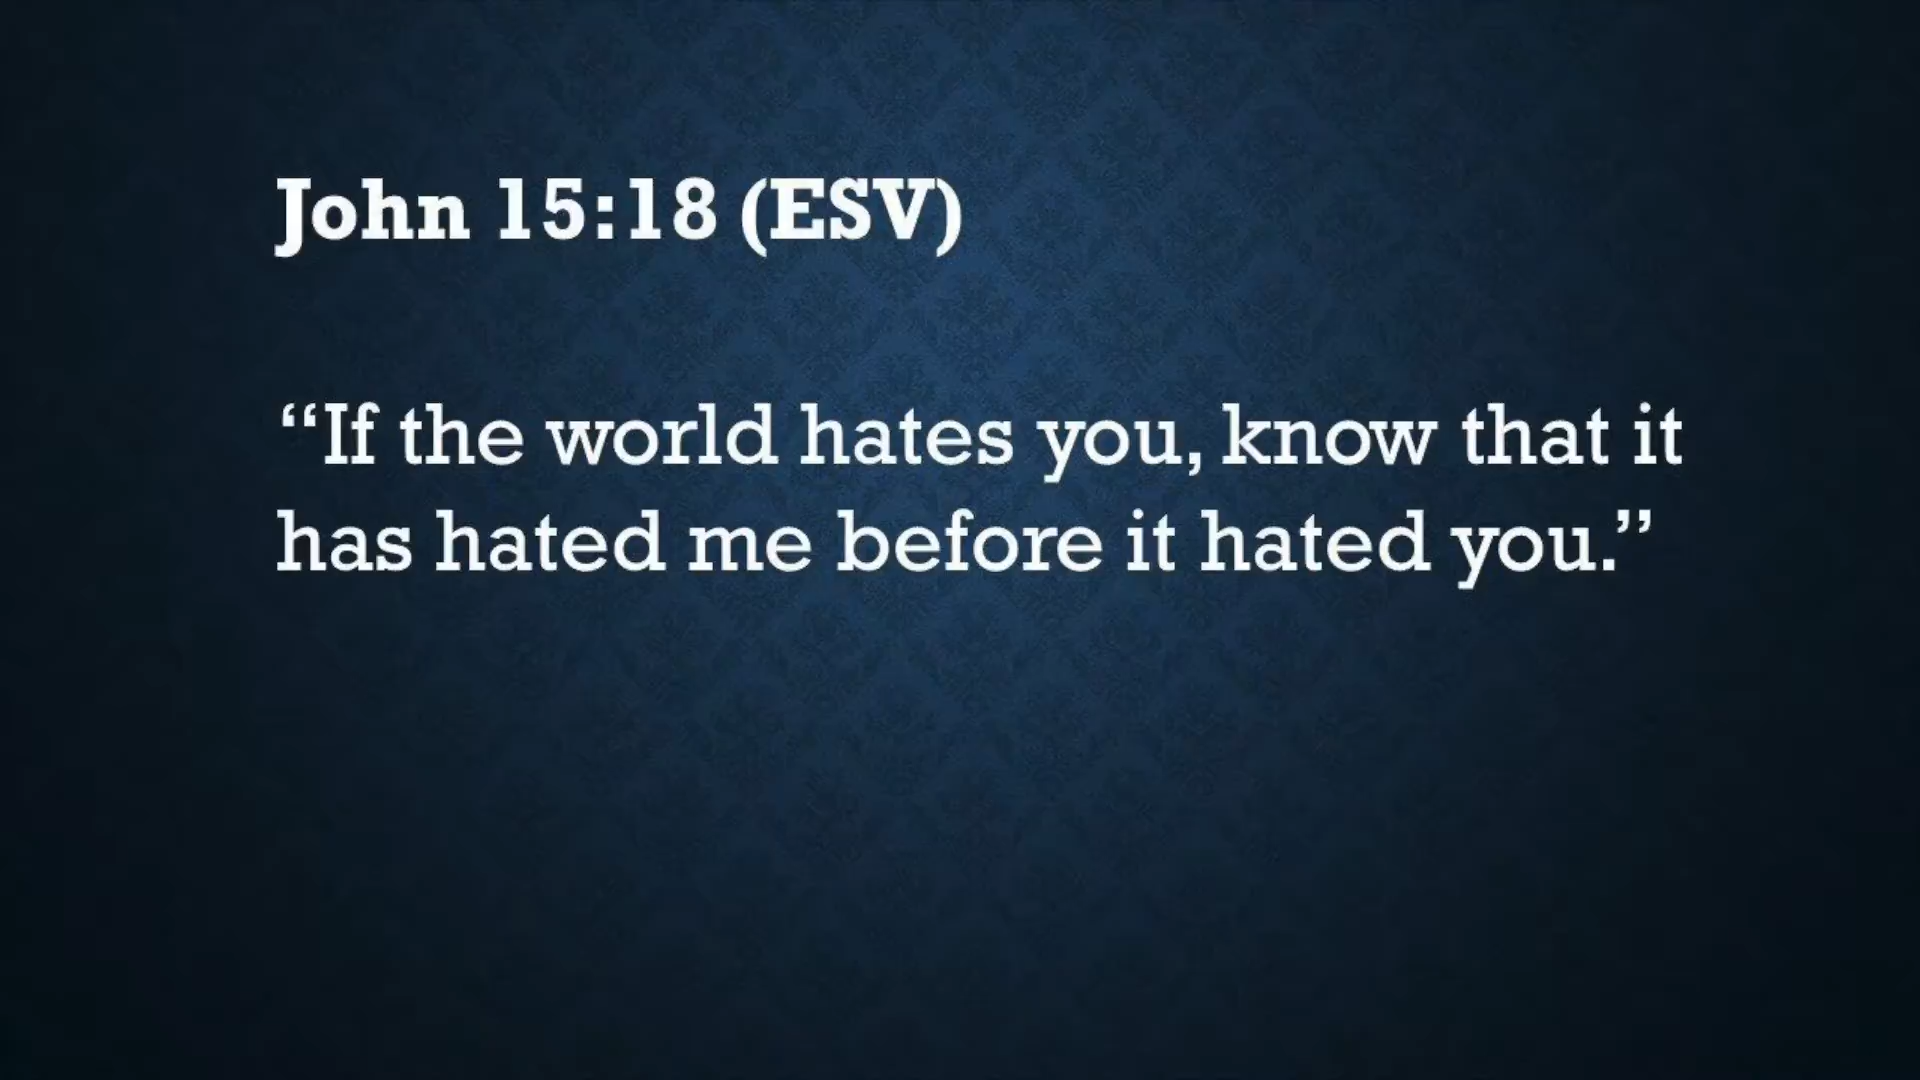 John 15:18 (ESV)
“If the world hates you, know that it
has hated me before it hated you.”